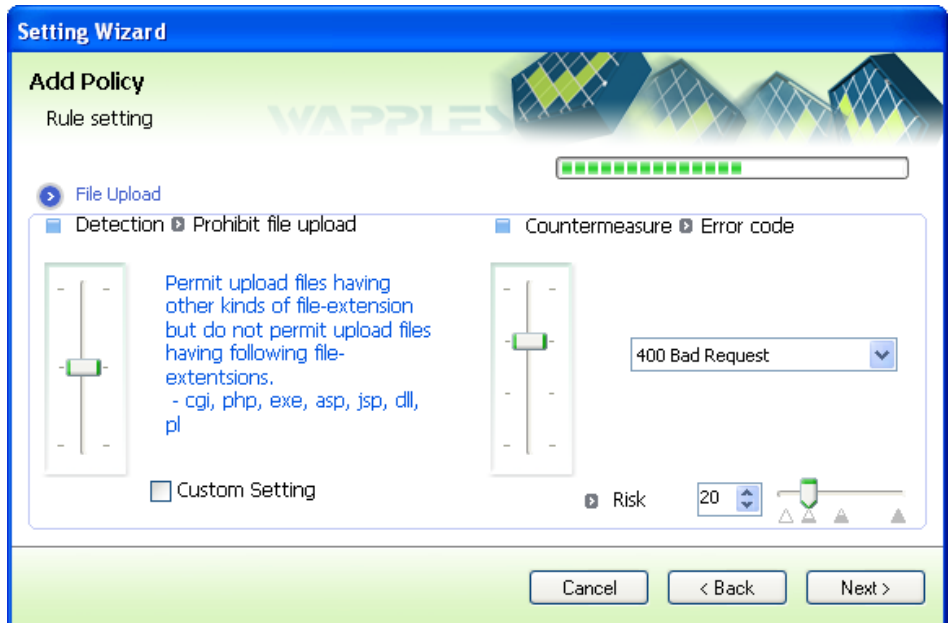 Setting Wizard
Add Policy
Rule setting
WAPPLES
File Upload
Detection Prohibit file upload
Countermeasure Error code
Permit upload files having
other kinds of file-extension
but do not permit upload files
having following file-
extentsions.
- cgi, php, exe, asp, jsp, dll,
pl
400 Bad Request
Custom Setting
Risk 20
Cancel < Back Next >